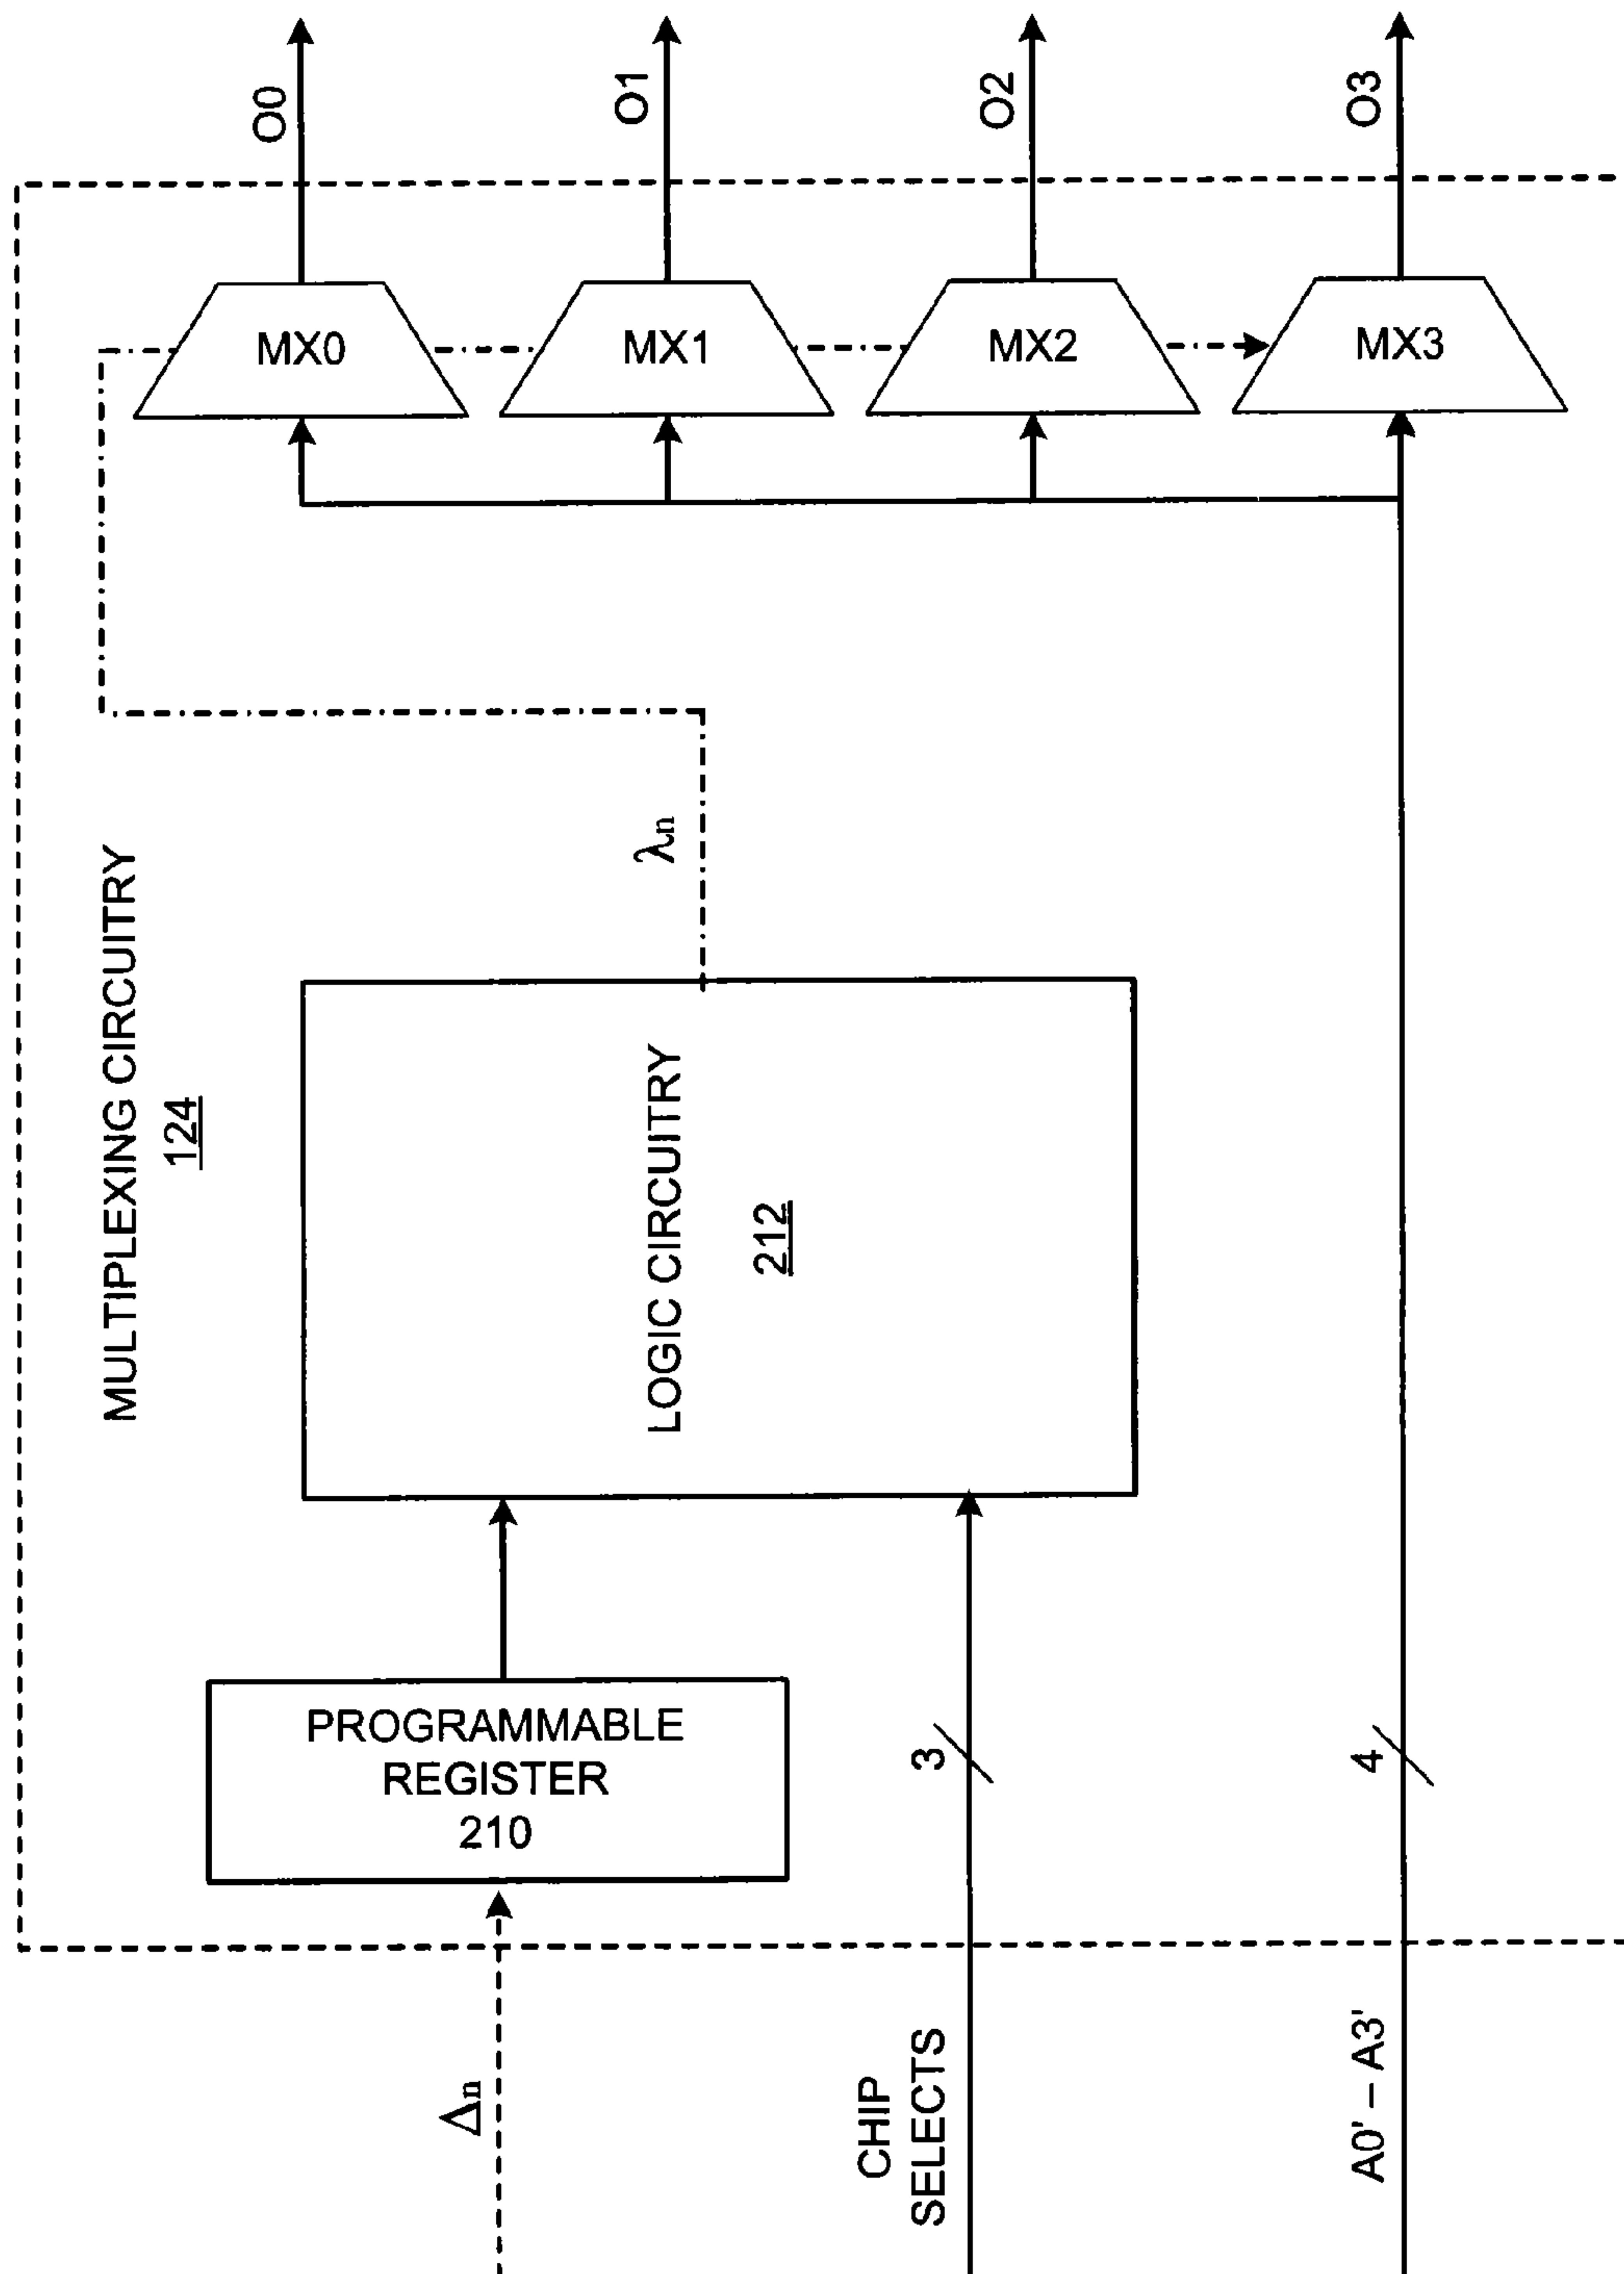 MULTIPLEXING CIRCUITRY
124
Δn
PROGRAMMABLE
REGISTER
210
CHIP
SELECTS
3
LOGIC CIRCUITRY
212
λn
A0' – A3'
4
MX0
MX1
MX2
MX3
O0
O1
O2
O3